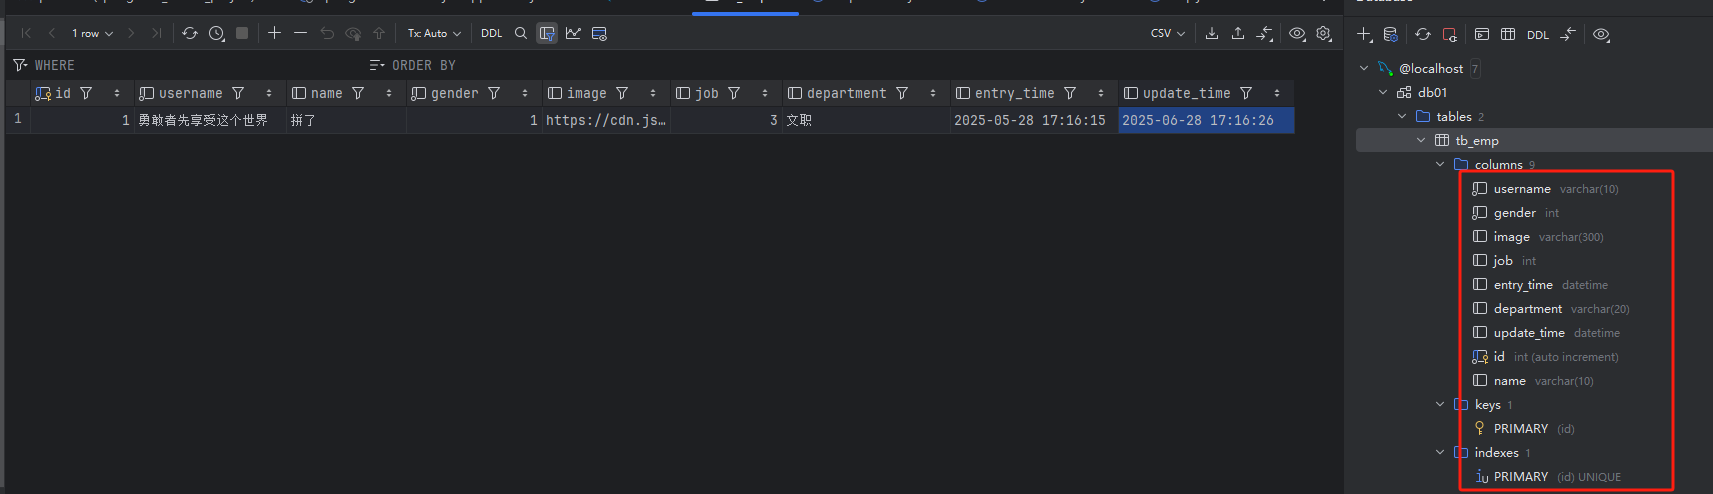 1 row
Tx: Auto
DDL
CSV
DDL
WHERE
ORDER BY
@localhost 7
id username name gender image job department entry_time update_time
1 1 勇敢者先享受这个世界 拼了 1 https://cdn.js… 3 文职 2025-05-28 17:16:15 2025-06-28 17:16:26
db01
tables 2
tb_emp
columns 9
username varchar(10)
gender int
image varchar(300)
job int
entry_time datetime
department varchar(20)
update_time datetime
id int (auto increment)
name varchar(10)
keys 1
PRIMARY (id)
indexes 1
PRIMARY (id) UNIQUE